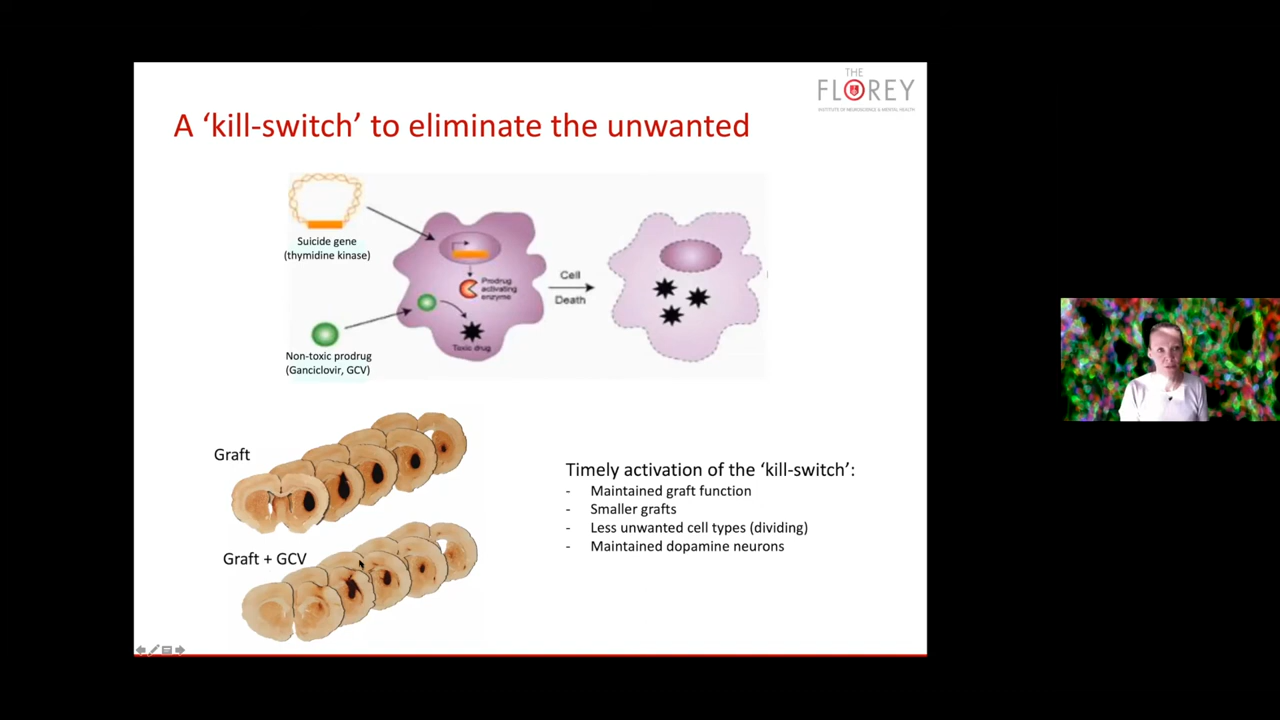 THE
FLOREY
INSTITUTE OF NEUROSCIENCE & MENTAL HEALTH
A ‘kill-switch’ to eliminate the unwanted
Suicide gene
(thymidine kinase)
Prodrug
activating
enzyme
Cell
Death
Toxic drug
Non-toxic prodrug
(Ganciclovir, GCV)
Graft
Graft + GCV
Timely activation of the ‘kill-switch’:
- Maintained graft function
- Smaller grafts
- Less unwanted cell types (dividing)
- Maintained dopamine neurons